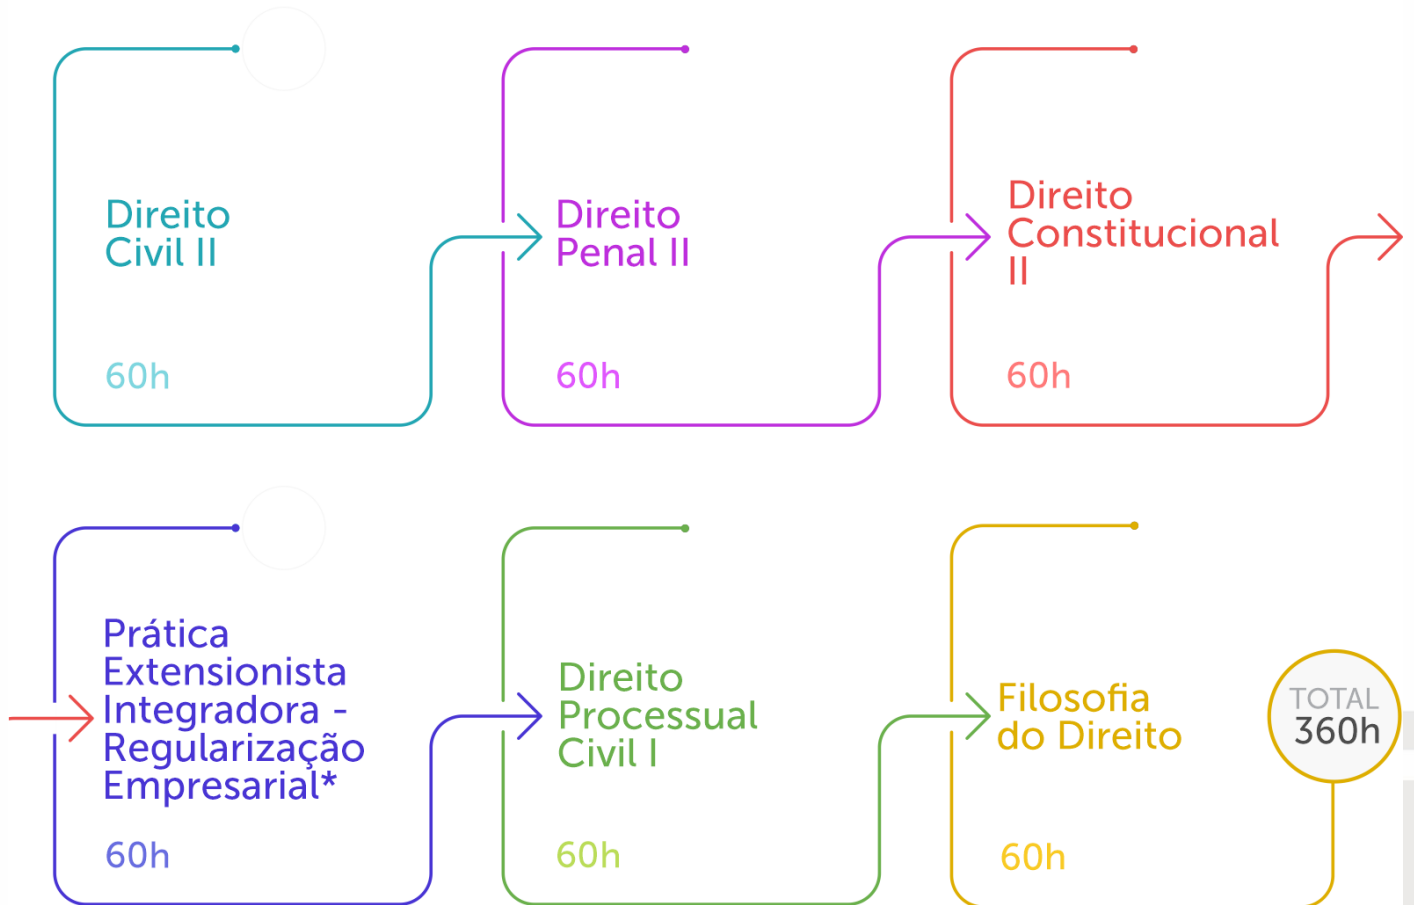 Direito
Civil II
60h
Direito
Penal II
60h
Direito
Constitucional
II
60h
Prática
Extensionista
Integradora -
Regularização
Empresarial*
60h
Direito
Processual
Civil I
60h
Filosofia
do Direito
60h
TOTAL
360h